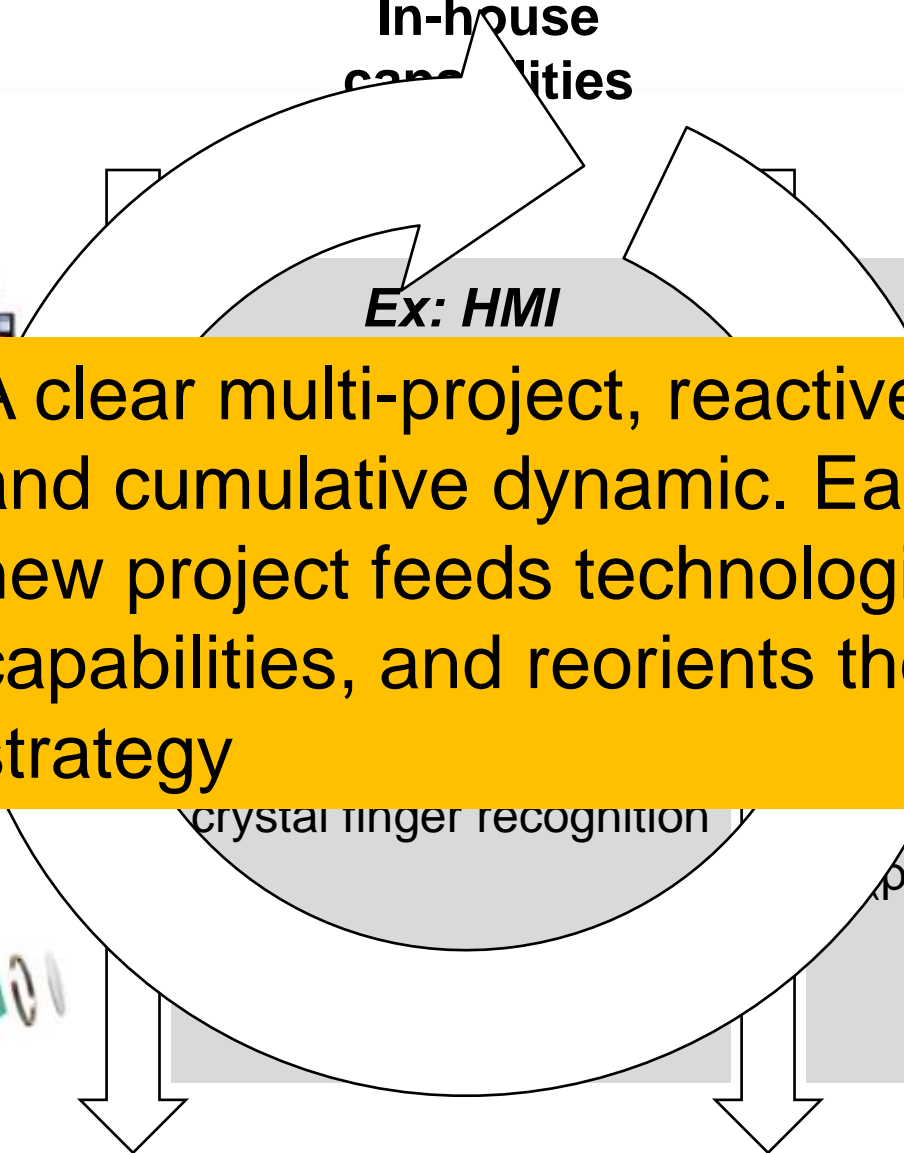 In-house
capabilities
Ex: HMI
A clear multi-project, reactive
and cumulative dynamic. Ea
new project feeds technologi
capabilities, and reorients the
strategy
crystal finger recognition